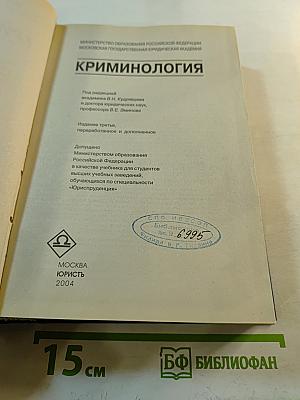 МИНИСТЕРСТВО ОБРАЗОВАНИЯ РОССИЙСКОЙ ФЕДЕРАЦИИ
МОСКОВСКАЯ ГОСУДАРСТВЕННАЯ ЮРИДИЧЕСКАЯ АКАДЕМИЯ
КРИМИНОЛОГИЯ
Под редакцией
академика В.Н. Кудрявцева
и доктора юридических наук,
профессора В.Е. Эминова
Издание третье,
переработанное и дополненное
Допущено
Министерством образования
Российской Федерации
в качестве учебника для студентов
высших учебных заведений,
обучающихся по специальности
«Юриспруденция»
МОСКВА
ЮРИСТЪ
2004
6995
15 см
БФ БИБЛИОФАН